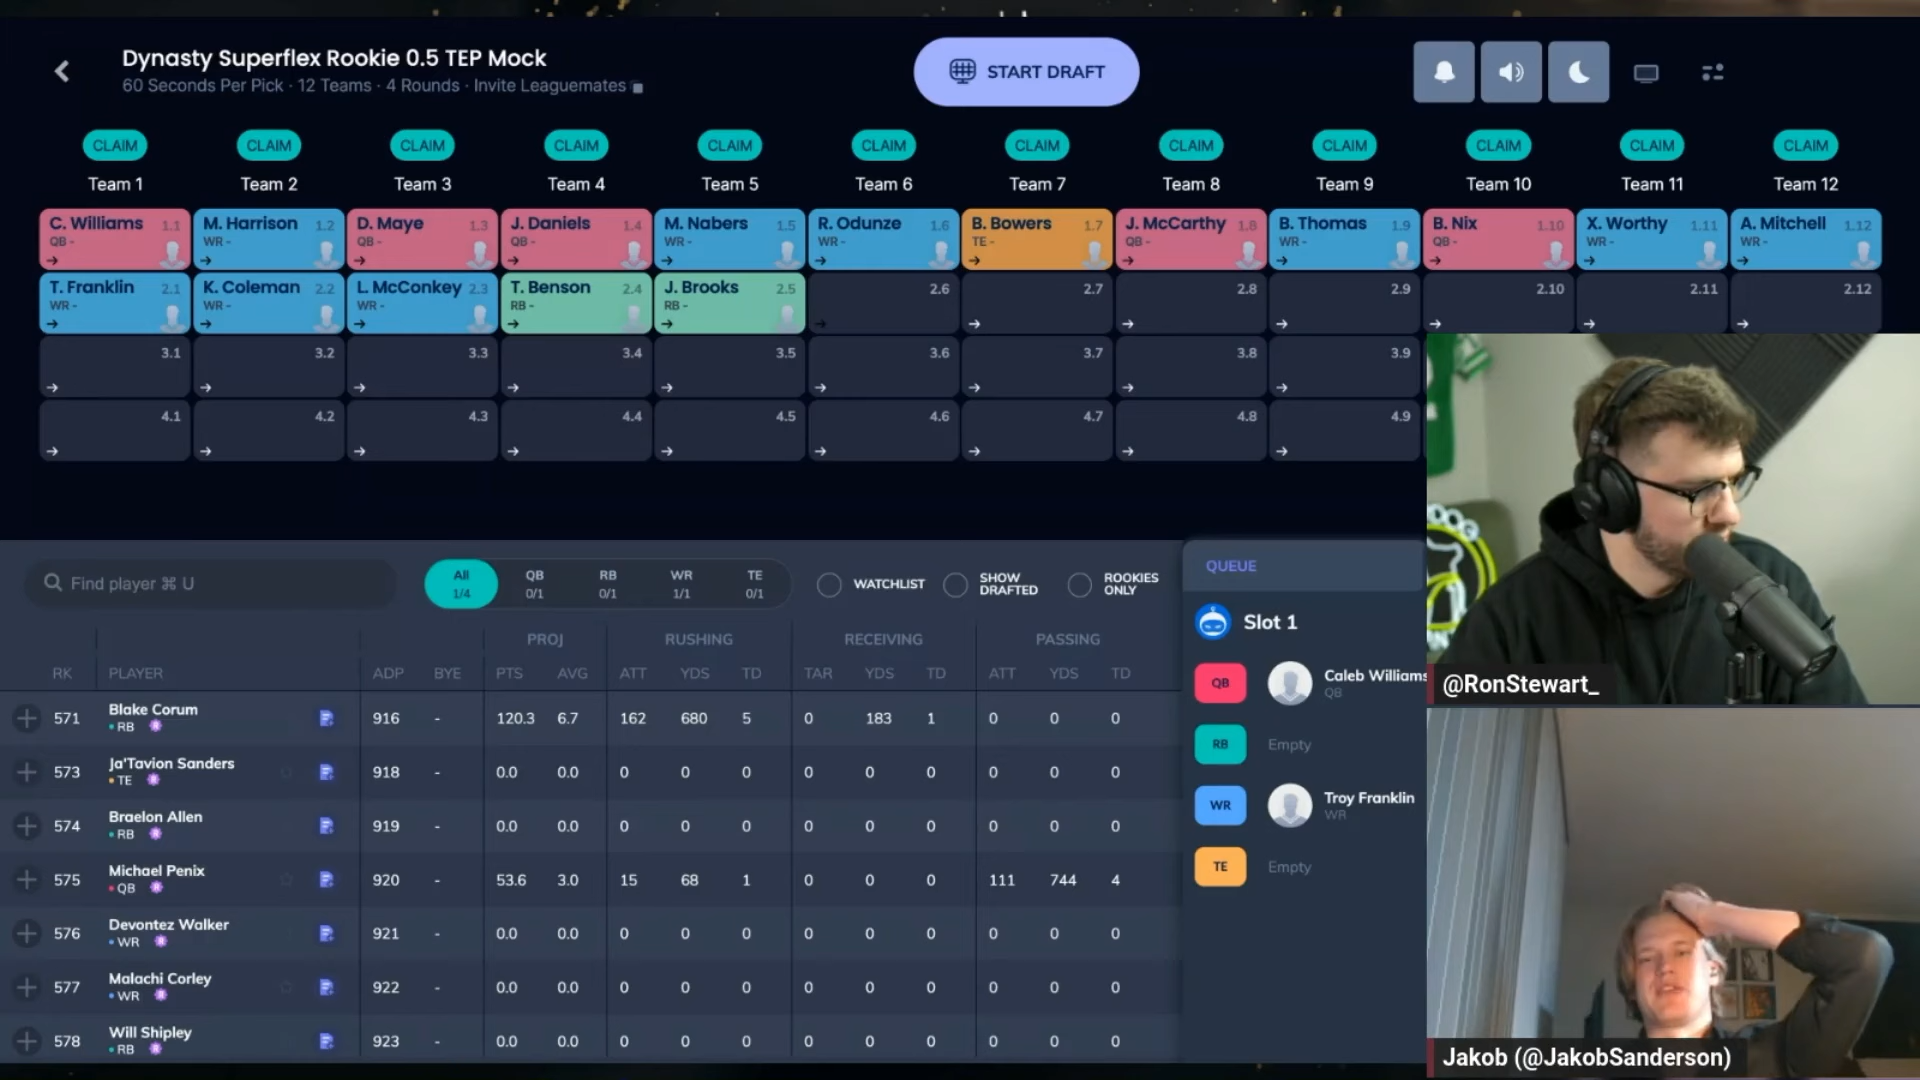 Dynasty Superflex Rookie 0.5 TEP Mock
60 Seconds Per Pick · 12 Teams · 4 Rounds · Invite Leaguemates
START DRAFT
CLAIM CLAIM CLAIM CLAIM CLAIM CLAIM CLAIM CLAIM CLAIM CLAIM CLAIM CLAIM
Team 1 Team 2 Team 3 Team 4 Team 5 Team 6 Team 7 Team 8 Team 9 Team 10 Team 11 Team 12
C. Williams 1.1 M. Harrison 1.2 D. Maye 1.3 J. Daniels 1.4 M. Nabers 1.5 R. Odunze 1.6 B. Bowers 1.7 J. McCarthy 1.8 B. Thomas 1.9 B. Nix 1.10 X. Worthy 1.11 A. Mitchell 1.12
QB - WR - QB - QB - WR - WR - TE - QB - WR - QB - WR - WR -
T. Franklin 2.1 K. Coleman 2.2 L. McConkey 2.3 T. Benson 2.4 J. Brooks 2.5 2.6 2.7 2.8 2.9 2.10 2.11 2.12
WR - WR - WR - RB - RB -
3.1 3.2 3.3 3.4 3.5 3.6 3.7 3.8 3.9
4.1 4.2 4.3 4.4 4.5 4.6 4.7 4.8 4.9
Find player ⌘ U
All QB RB WR TE
1/4 0/1 0/1 1/1 0/1
WATCHLIST
SHOW DRAFTED
ROOKIES ONLY
PROJ RUSHING RECEIVING PASSING
RK PLAYER ADP BYE PTS AVG ATT YDS TD TAR YDS TD ATT YDS TD
571 Blake Corum 916 - 120.3 6.7 162 680 5 0 183 1 0 0 0
RB
573 Ja'Tavion Sanders 918 - 0.0 0.0 0 0 0 0 0 0 0 0 0
TE
574 Braelon Allen 919 - 0.0 0.0 0 0 0 0 0 0 0 0 0
RB
575 Michael Penix 920 - 53.6 3.0 15 68 1 0 0 0 111 744 4
QB
576 Devontez Walker 921 - 0.0 0.0 0 0 0 0 0 0 0 0 0
WR
577 Malachi Corley 922 - 0.0 0.0 0 0 0 0 0 0 0 0 0
WR
578 Will Shipley 923 - 0.0 0.0 0 0 0 0 0 0 0 0 0
RB
QUEUE
Slot 1
QB Caleb Williams
QB
RB Empty
WR Troy Franklin
WR
TE Empty
@RonStewart_
Jakob (@JakobSanderson)